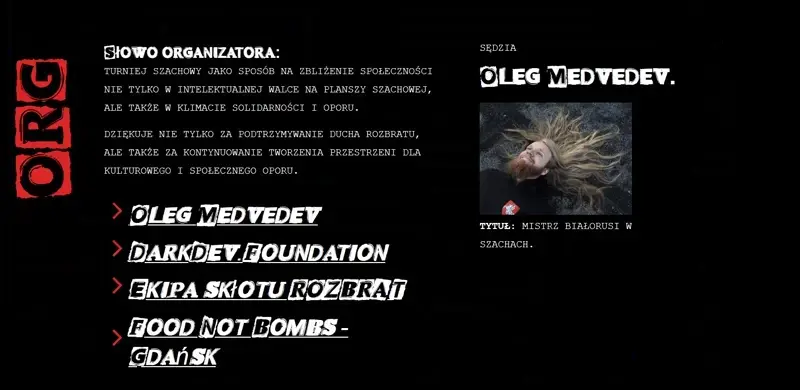 ORG
SŁOWO ORGANIZATORA:
TURNIEJ SZACHOWY JAKO SPOSÓB NA ZBLIŻENIE SPOŁECZNOŚCI
NIE TYLKO W INTELEKTUALNEJ WALCE NA PLANSZY SZACHOWEJ,
ALE TAKŻE W KLIMACIE SOLIDARNOŚCI I OPORU.
DZIĘKUJE NIE TYLKO ZA PODTRZYMYWANIE DUCHA ROZBRATU,
ALE TAKŻE ZA KONTYNUOWANIE TWORZENIA PRZESTRZENI DLA
KULTUROWEGO I SPOŁECZNEGO OPORU.
OLEG MEDVEDEV
DARKDEV.FOUNDATION
EKIPA SKŁOTU ROZBRAT
FOOD NOT BOMBS –
GDAŃSK
SĘDZIA
OLEG MEDVEDEV.
TYTUŁ: MISTRZ BIAŁORUSI W
SZACHACH.